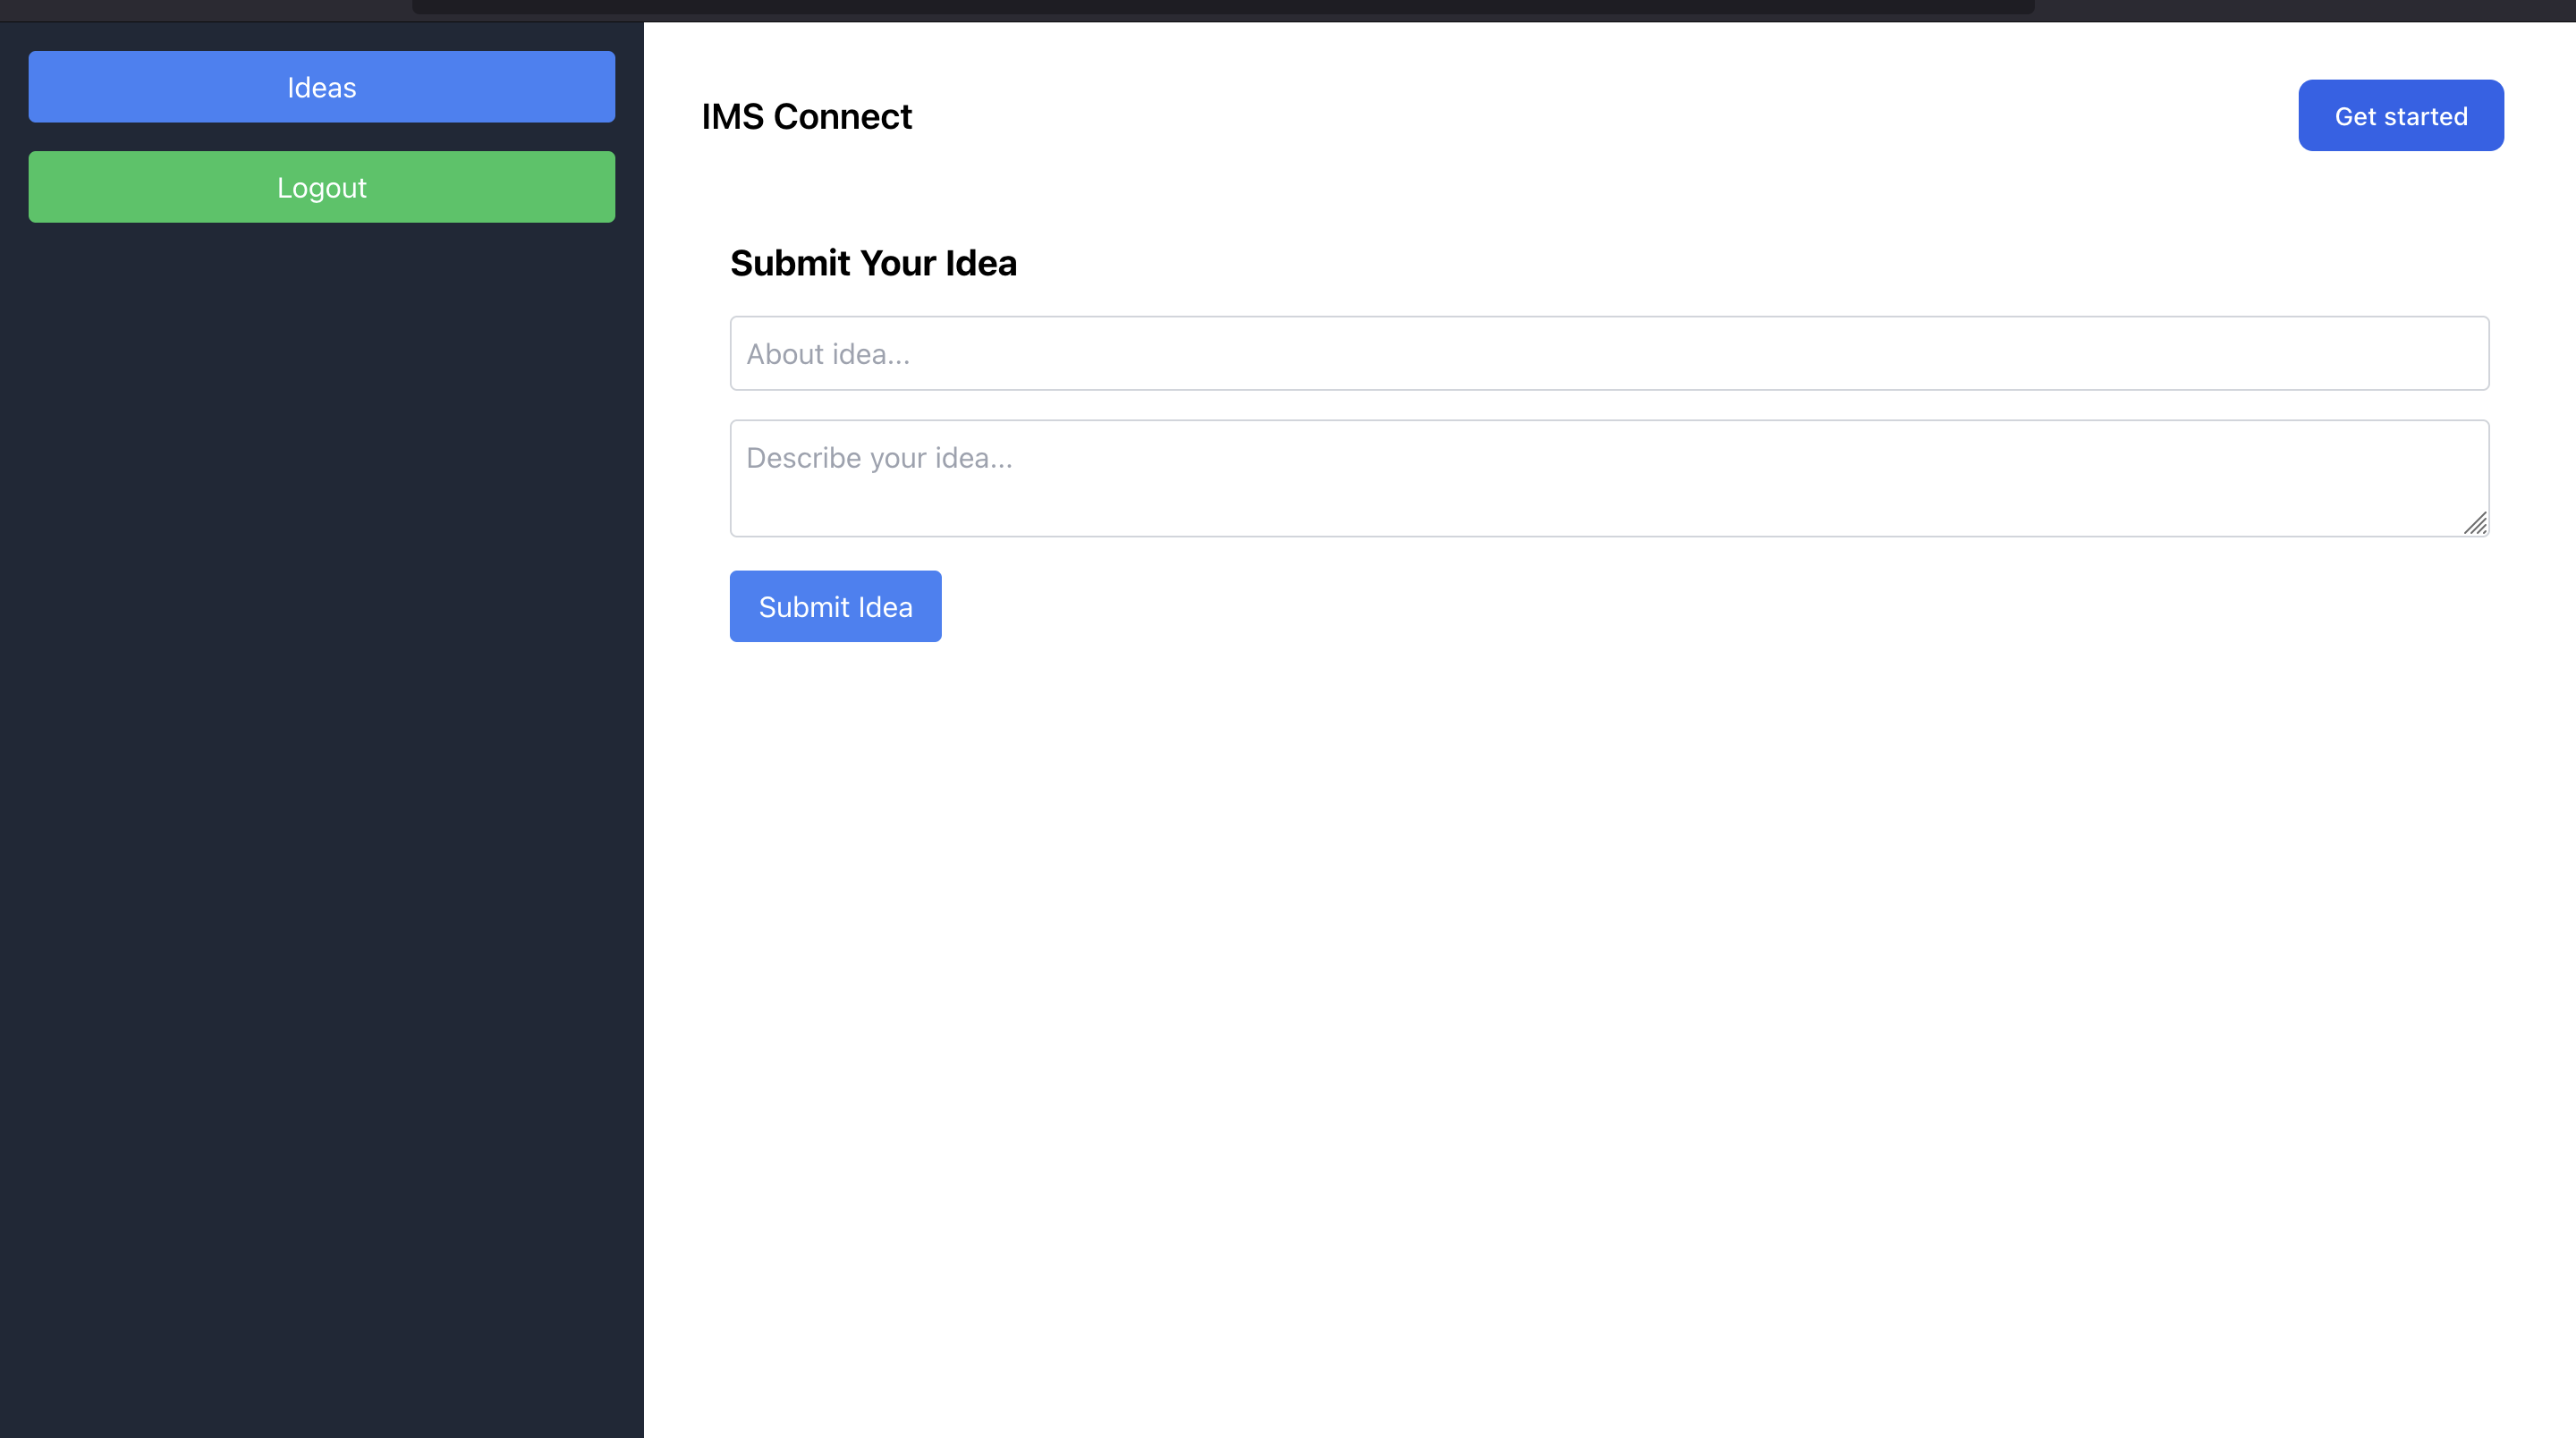 Ideas
Logout
IMS Connect
Get started
Submit Your Idea
About idea...
Describe your idea...
Submit Idea